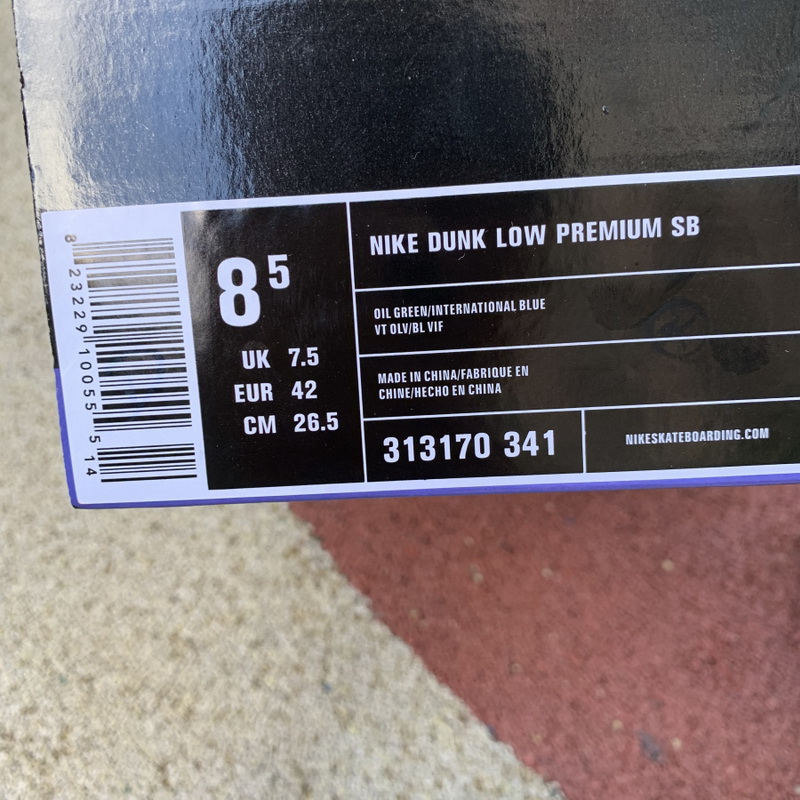 8 23229 10055 5 14
8 5
UK 7.5
EUR 42
CM 26.5
NIKE DUNK LOW PREMIUM SB
OIL GREEN/INTERNATIONAL BLUE
VT OLV/BL VIF
MADE IN CHINA/FABRIQUE EN
CHINE/HECHO EN CHINA
313170 341
NIKESKATEBOARDING.COM